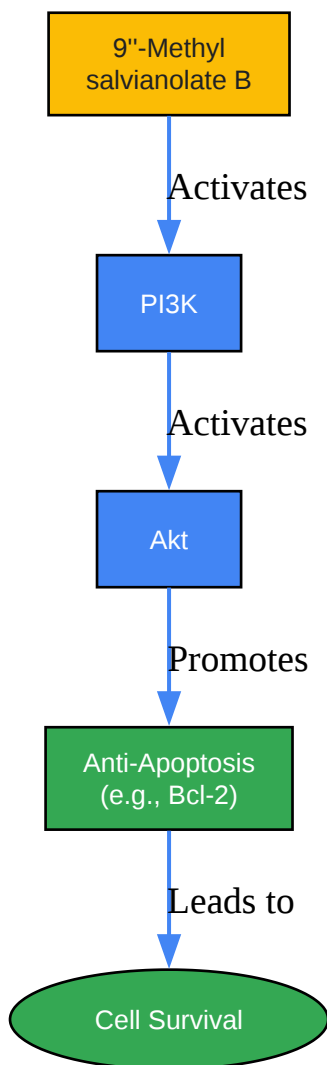 9"-Methyl
salvianolate B
Activates
PI3K
Activates
Akt
Promotes
Anti-Apoptosis
(e.g., Bcl-2)
Leads to
Cell Survival